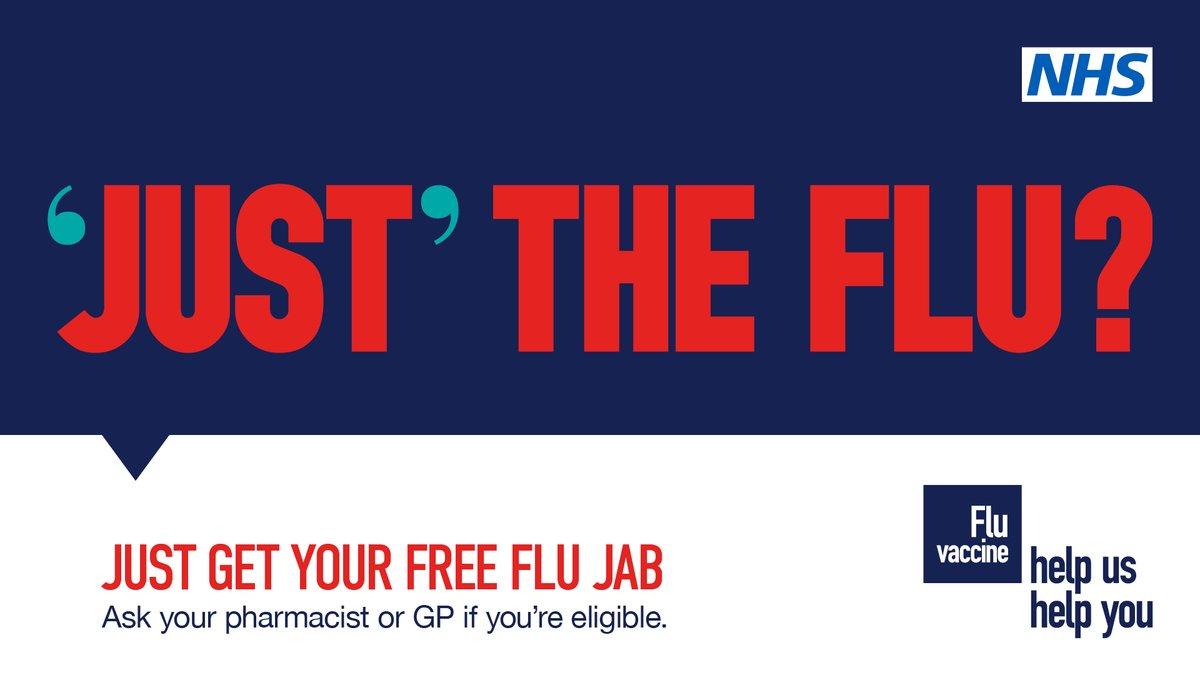 NHS
‘JUST’ THE FLU?
JUST GET YOUR FREE FLU JAB
Ask your pharmacist or GP if you’re eligible.
Flu
vaccine
help us
help you